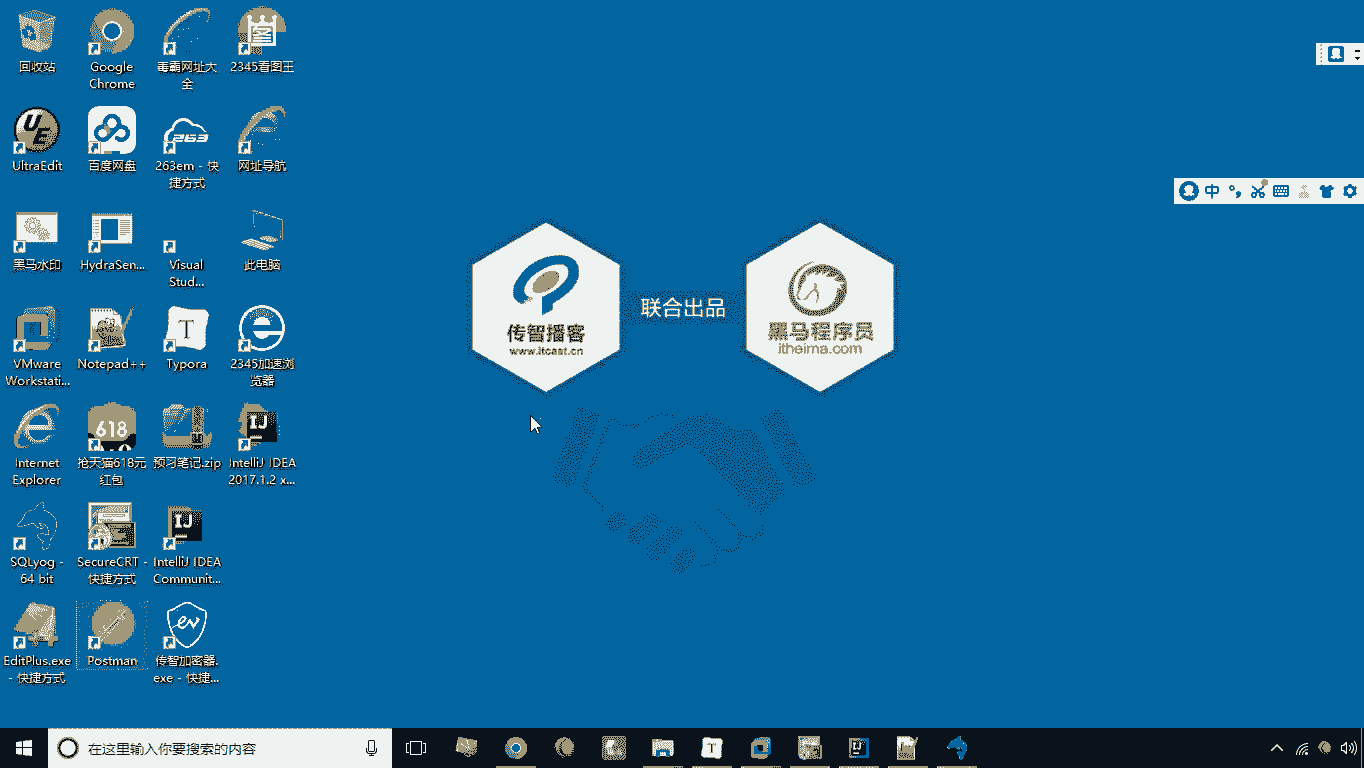 回收站
Google
Chrome
毒霸网址大
全
2345看图王
UltraEdit
百度网盘
263
263em - 快
捷方式
网址导航
黑马水印
HydraSen...
Visual
Stud...
此电脑
VMware
Workstati...
Notepad++
T
Typora
2345加速浏
览器
Internet
Explorer
618
抢天猫618元
红包
预习笔记.zip
IJ
IntelliJ IDEA
2017.1.2 x...
SQLyog -
64 bit
SecureCRT -
快捷方式
IJ
IntelliJ IDEA
Communit...
EditPlus.exe
- 快捷方式
Postman
ev
传智加密器.
exe - 快捷...
中
传智播客
www.itcast.cn
联合出品
黑马程序员
itheima.com
在这里输入你要搜索的内容